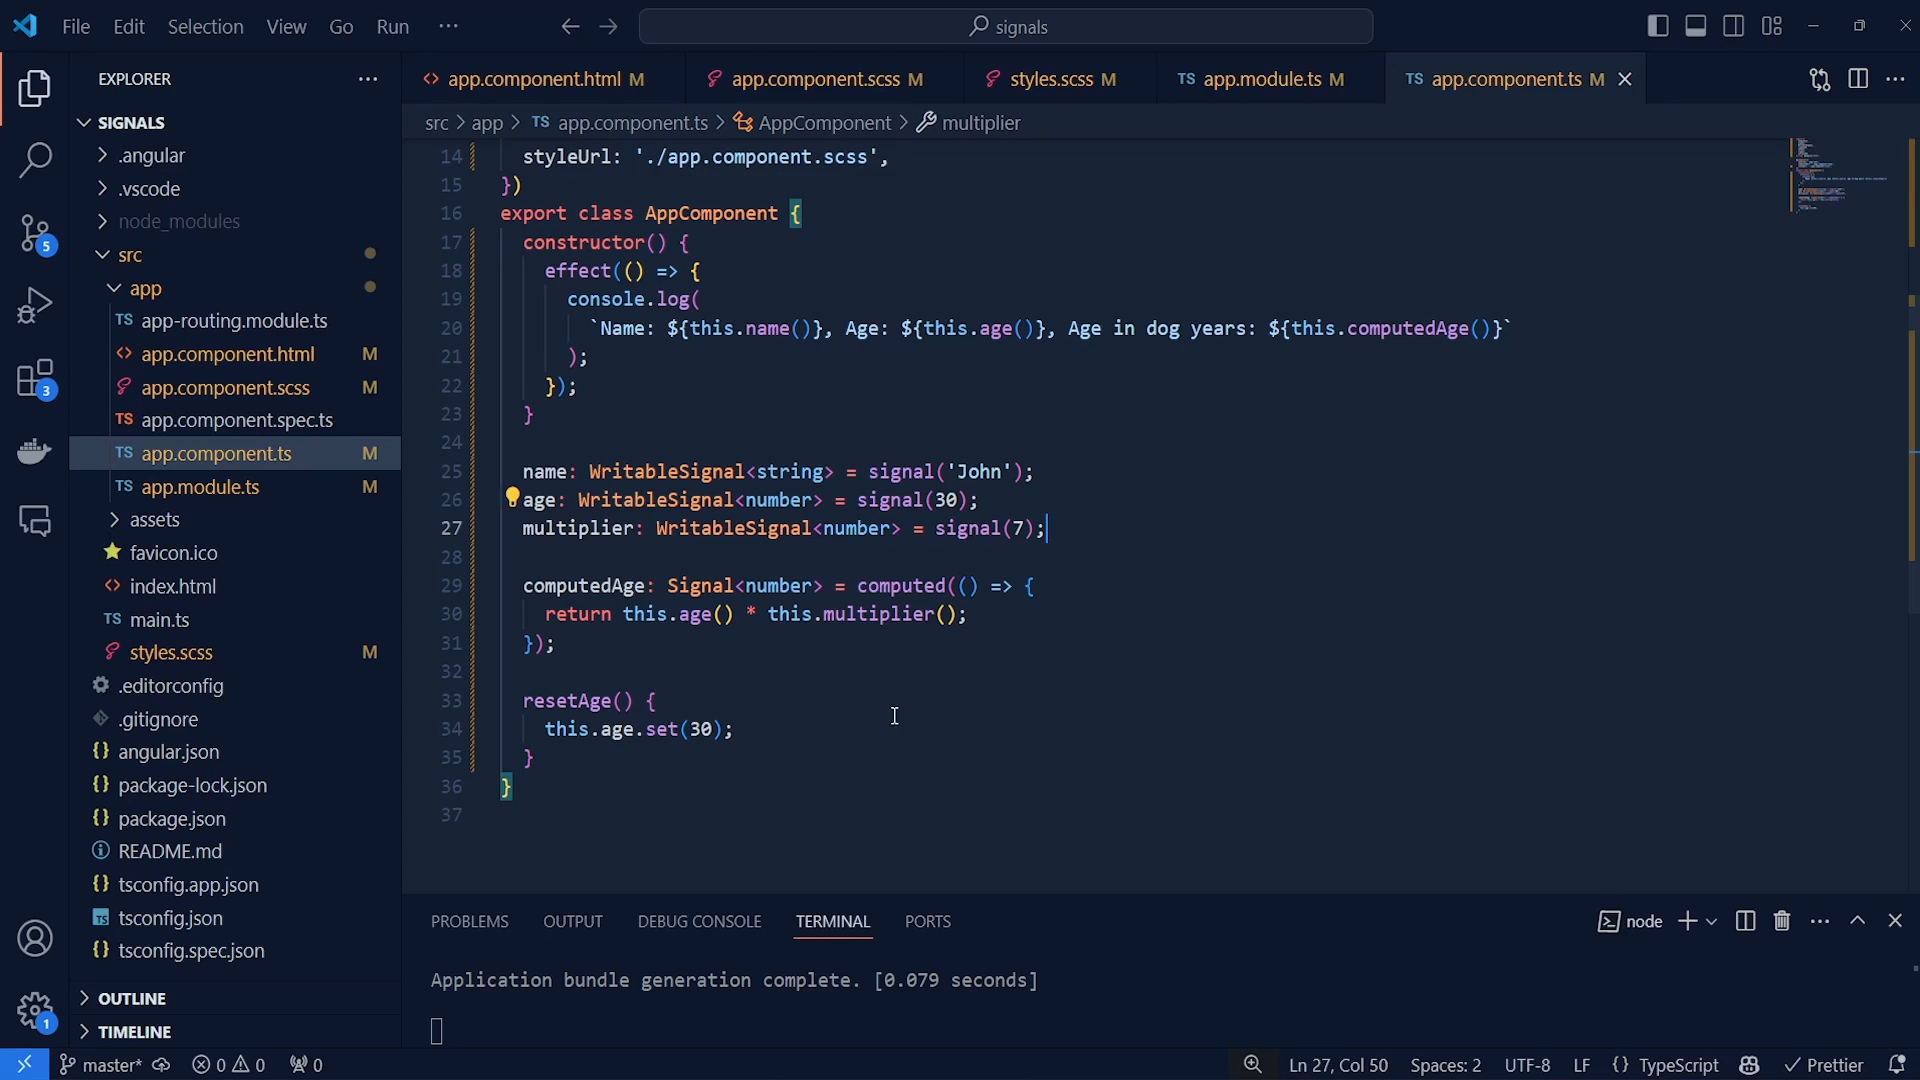 File Edit Selection View Go Run ··· signals
EXPLORER ···
app.component.html M app.component.scss M styles.scss M TS app.module.ts M TS app.component.ts M
SIGNALS
src > app > TS app.component.ts > AppComponent > multiplier
.angular
.vscode
node_modules
src
app
TS app-routing.module.ts
app.component.html M
app.component.scss M
TS app.component.spec.ts
TS app.component.ts M
TS app.module.ts M
assets
favicon.ico
index.html
TS main.ts
styles.scss M
.editorconfig
.gitignore
{} angular.json
{} package-lock.json
{} package.json
README.md
{} tsconfig.app.json
TS tsconfig.json
{} tsconfig.spec.json
OUTLINE
TIMELINE
5
3
1
14 styleUrl: './app.component.scss',
15 })
16 export class AppComponent {
17 constructor() {
18 effect(() => {
19 console.log(
20 `Name: ${this.name()}, Age: ${this.age()}, Age in dog years: ${this.computedAge()}`
21 );
22 });
23 }
24
25 name: WritableSignal<string> = signal('John');
26 age: WritableSignal<number> = signal(30);
27 multiplier: WritableSignal<number> = signal(7);
28
29 computedAge: Signal<number> = computed(() => {
30 return this.age() * this.multiplier();
31 });
32
33 resetAge() {
34 this.age.set(30);
35 }
36 }
37
PROBLEMS OUTPUT DEBUG CONSOLE TERMINAL PORTS node
Application bundle generation complete. [0.079 seconds]
master* 0 0 0 Ln 27, Col 50 Spaces: 2 UTF-8 LF {} TypeScript Prettier